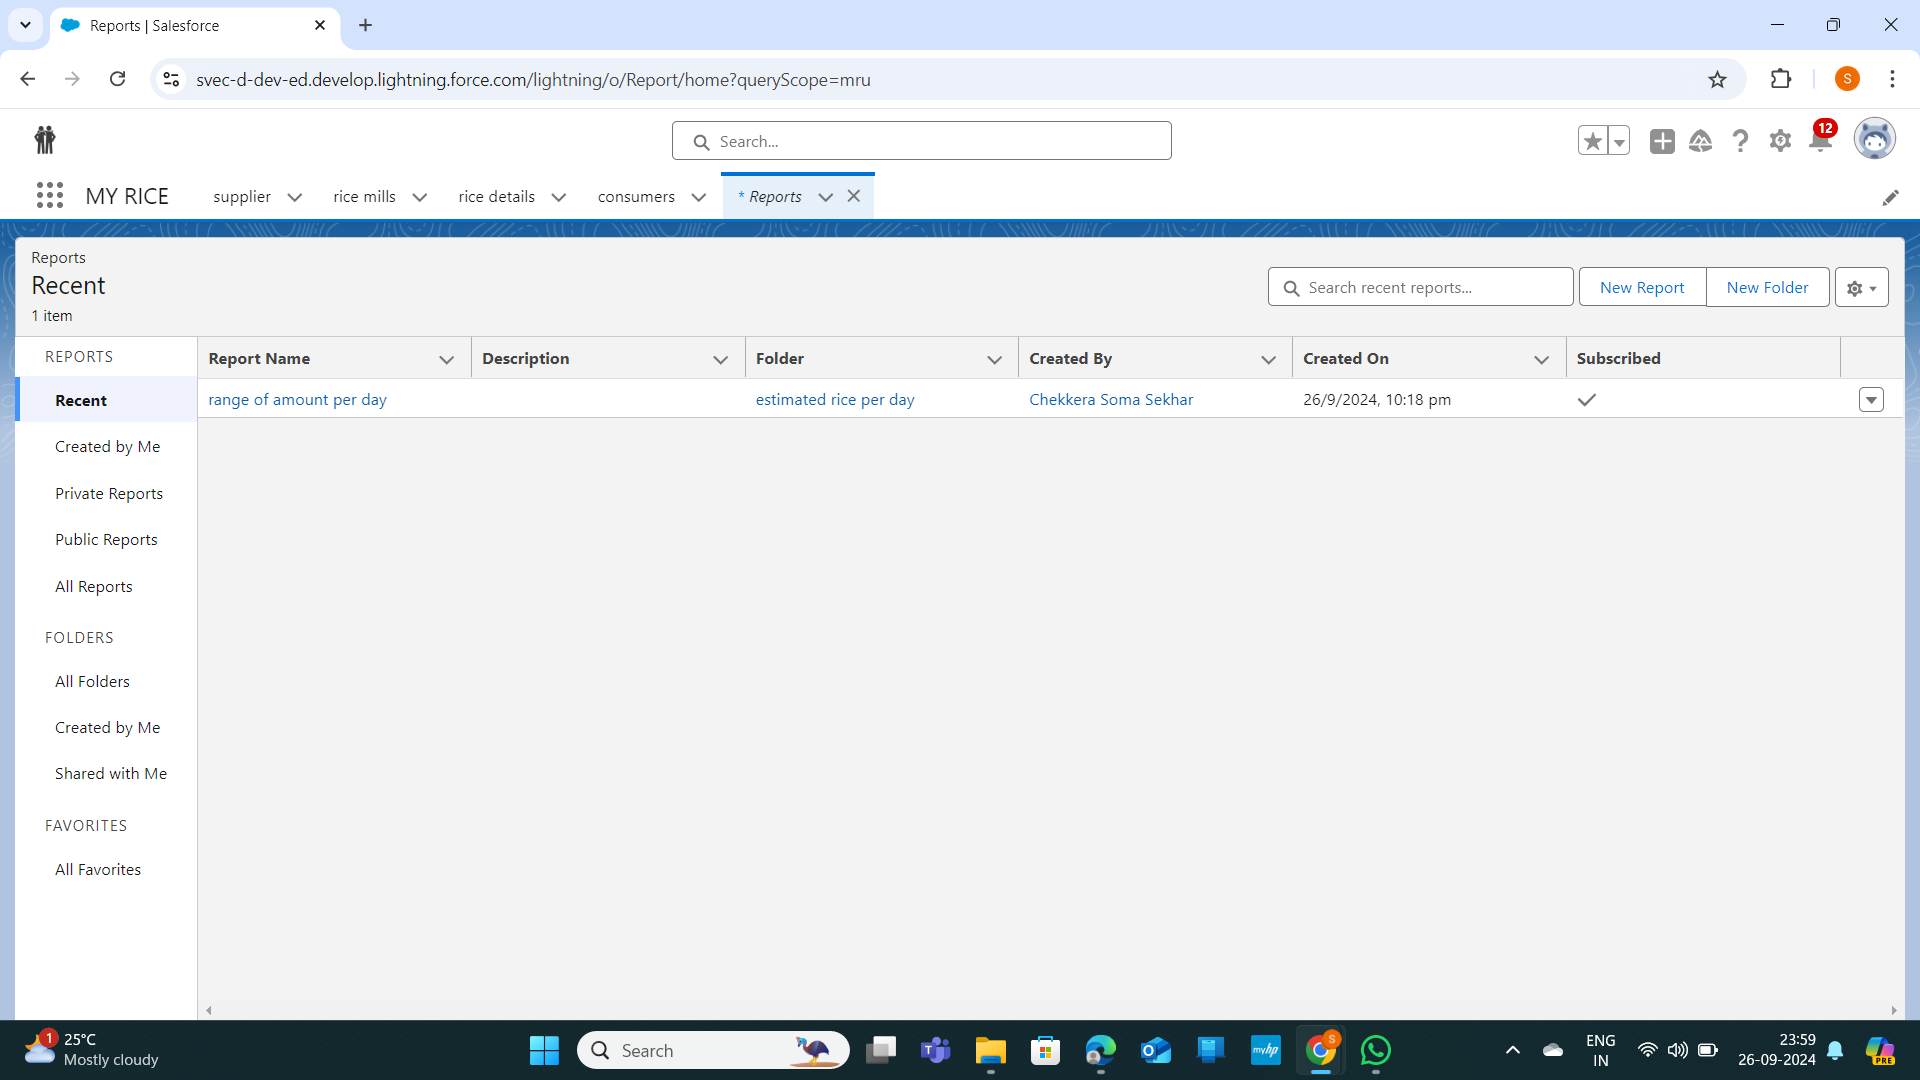 Reports | Salesforce
svec-d-dev-ed.develop.lightning.force.com/lightning/o/Report/home?queryScope=mru
S
Search...
12
MY RICE
supplier
rice mills
rice details
consumers
* Reports
Reports
Recent
1 item
Search recent reports...
New Report
New Folder
REPORTS
Recent
Created by Me
Private Reports
Public Reports
All Reports
FOLDERS
All Folders
Created by Me
Shared with Me
FAVORITES
All Favorites
Report Name Description Folder Created By Created On Subscribed
range of amount per day estimated rice per day Chekkera Soma Sekhar 26/9/2024, 10:18 pm
1
25°C
Mostly cloudy
Search
myhp
S
ENG
IN
23:59
26-09-2024
PRE